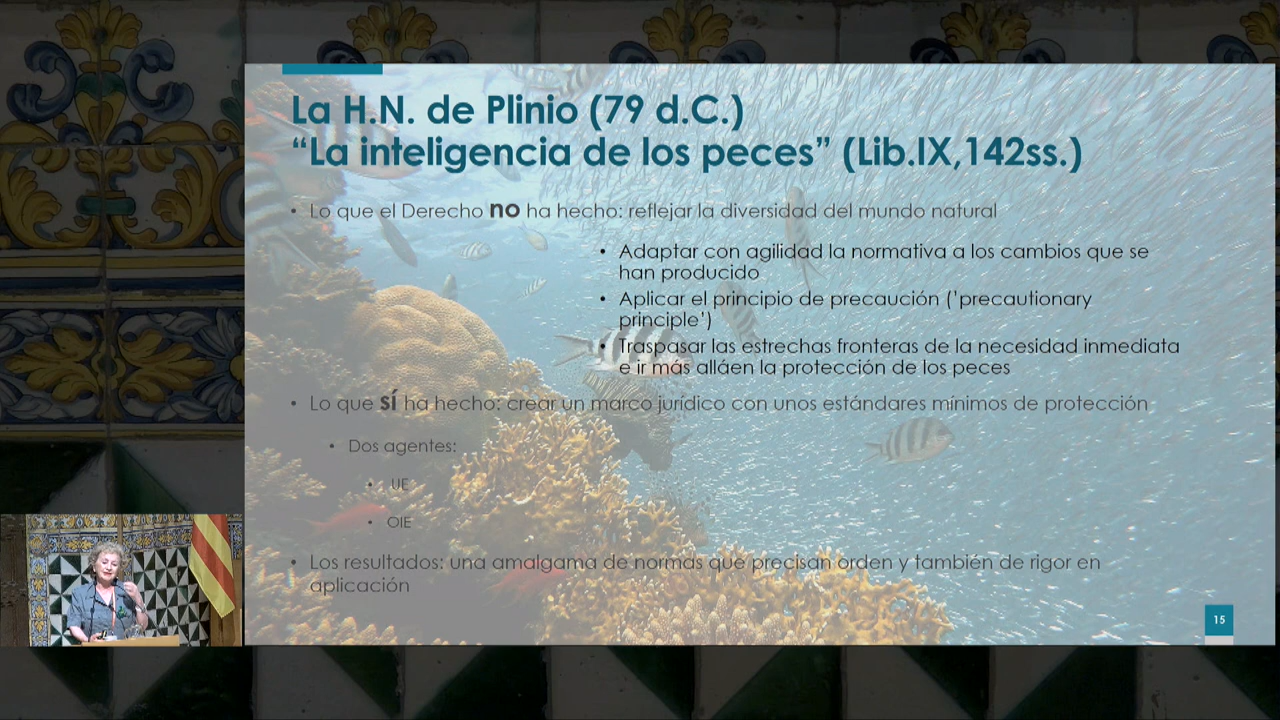 La H.N. de Plinio (79 d.C.)
“La inteligencia de los peces” (Lib.IX,142ss.)
• Lo que el Derecho no ha hecho: reflejar la diversidad del mundo natural
• Adaptar con agilidad la normativa a los cambios que se
han producido
• Aplicar el principio de precaución (’precautionary
principle’)
• Traspasar las estrechas fronteras de la necesidad inmediata
e ir más alláen la protección de los peces
• Lo que sí ha hecho: crear un marco jurídico con unos estándares mínimos de protección
• Dos agentes:
• UE
• OIE
• Los resultados: una amalgama de normas que precisan orden y también de rigor en
aplicación
15